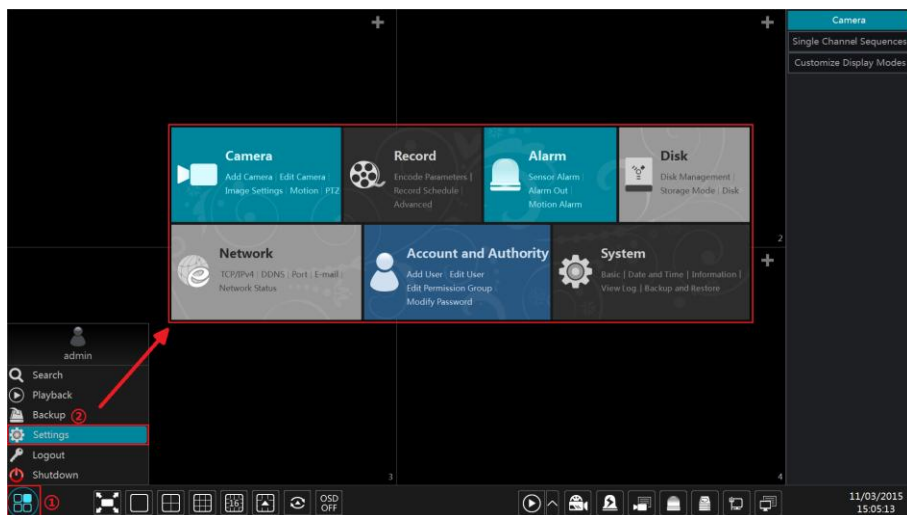 Camera
Single Channel Sequences
Customize Display Modes
Camera
Add Camera | Edit Camera |
Image Settings | Motion | PTZ
Record
Encode Parameters |
Record Schedule |
Advanced
Alarm
Sensor Alarm |
Alarm Out |
Motion Alarm
Disk
Disk Management |
Storage Mode | Disk
2
Network
TCP/IPv4 | DDNS | Port | E-mail |
Network Status
Account and Authority
Add User | Edit User
Edit Permission Group
Modify Password
System
Basic | Date and Time | Information |
View Log | Backup and Restore
admin
Search
Playback
Backup ②
Settings
Logout
Shutdown
3
4
①
16
OSD
OFF
11/03/2015
15:05:13